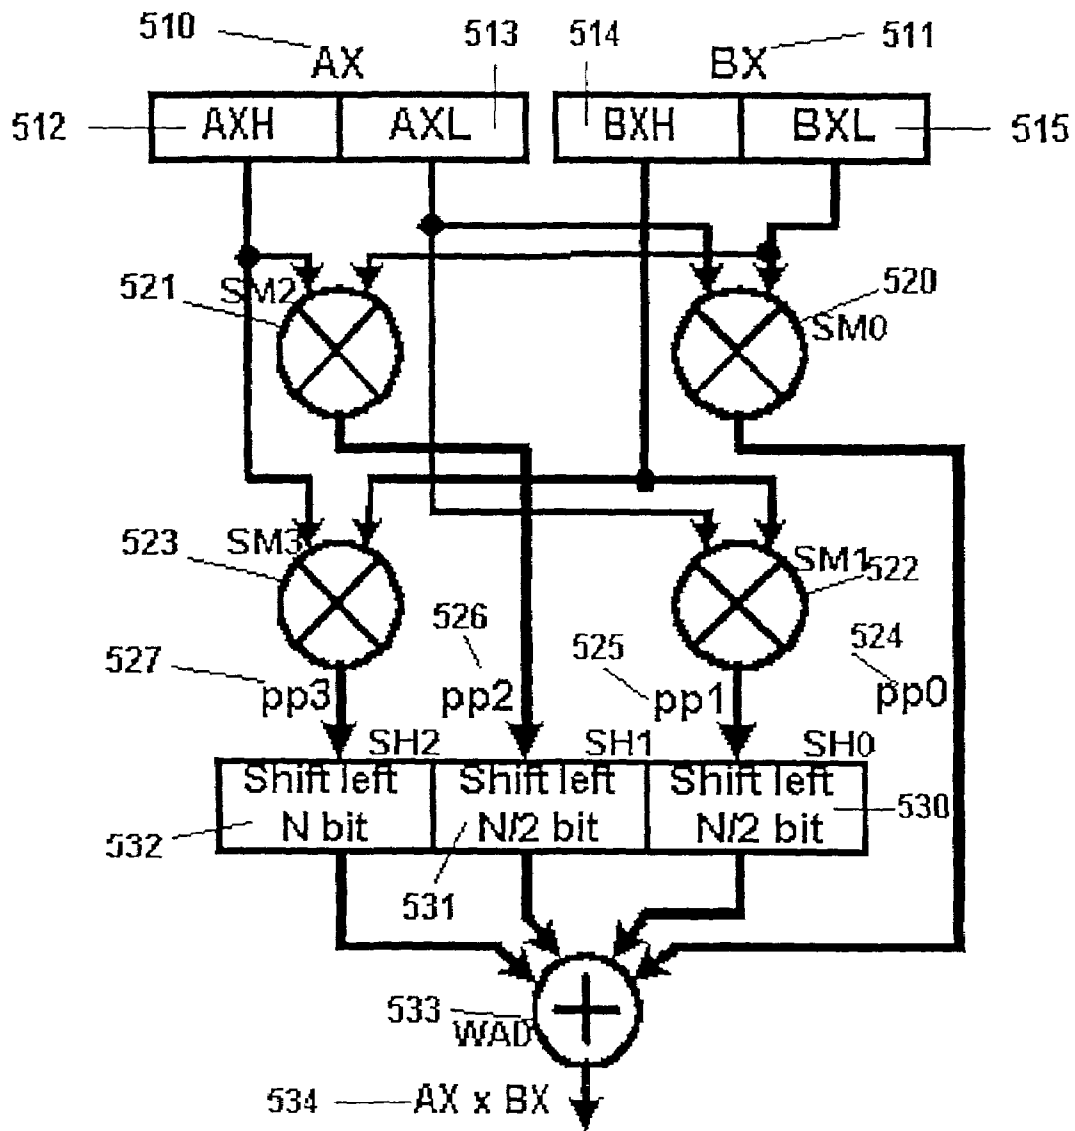 510 513 514 511
AX BX
512 AXH AXL BXH BXL 515
521 SM2 520
SM0
523 SM3 SM1 522
526 524
527 525
pp3 pp2 pp1 pp0
SH2 SH1 SH0
Shift left Shift left Shift left 530
532 N bit N/2 bit N/2 bit
531
533
WAD
534 AX x BX